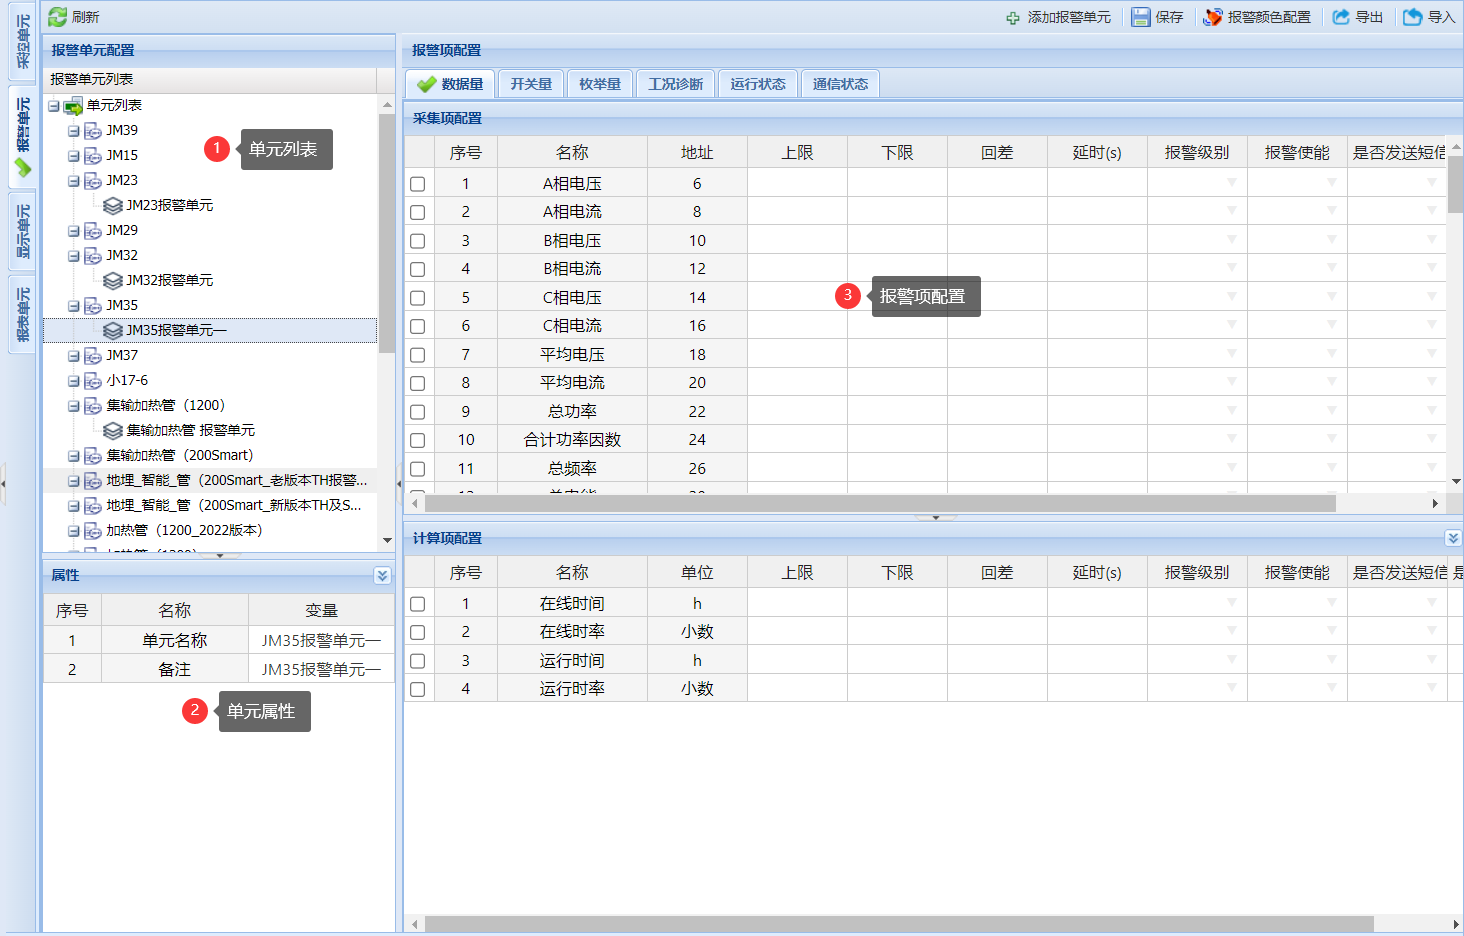 刷新
添加报警单元
保存
报警颜色配置
导出
导入
采控单元
报警单元
显示单元
报表单元
报警单元配置
报警单元列表
单元列表
JM39
JM15
JM23
JM23报警单元
JM29
JM32
JM32报警单元
JM35
JM35报警单元一
JM37
小17-6
集输加热管（1200）
集输加热管 报警单元
集输加热管（200Smart）
地埋_智能_管（200Smart_老版本TH报警...
地埋_智能_管（200Smart_新版本TH及S...
加热管（1200_2022版本）
1 单元列表
属性
序号 名称 变量
1 单元名称 JM35报警单元一
2 备注 JM35报警单元一
2 单元属性
报警项配置
数据量 开关量 枚举量 工况诊断 运行状态 通信状态
采集项配置
序号 名称 地址 上限 下限 回差 延时(s) 报警级别 报警使能 是否发送短信
1 A相电压 6
2 A相电流 8
3 B相电压 10
4 B相电流 12
5 C相电压 14
6 C相电流 16
7 平均电压 18
8 平均电流 20
9 总功率 22
10 合计功率因数 24
11 总频率 26
3 报警项配置
计算项配置
序号 名称 单位 上限 下限 回差 延时(s) 报警级别 报警使能 是否发送短信 是
1 在线时间 h
2 在线时率 小数
3 运行时间 h
4 运行时率 小数